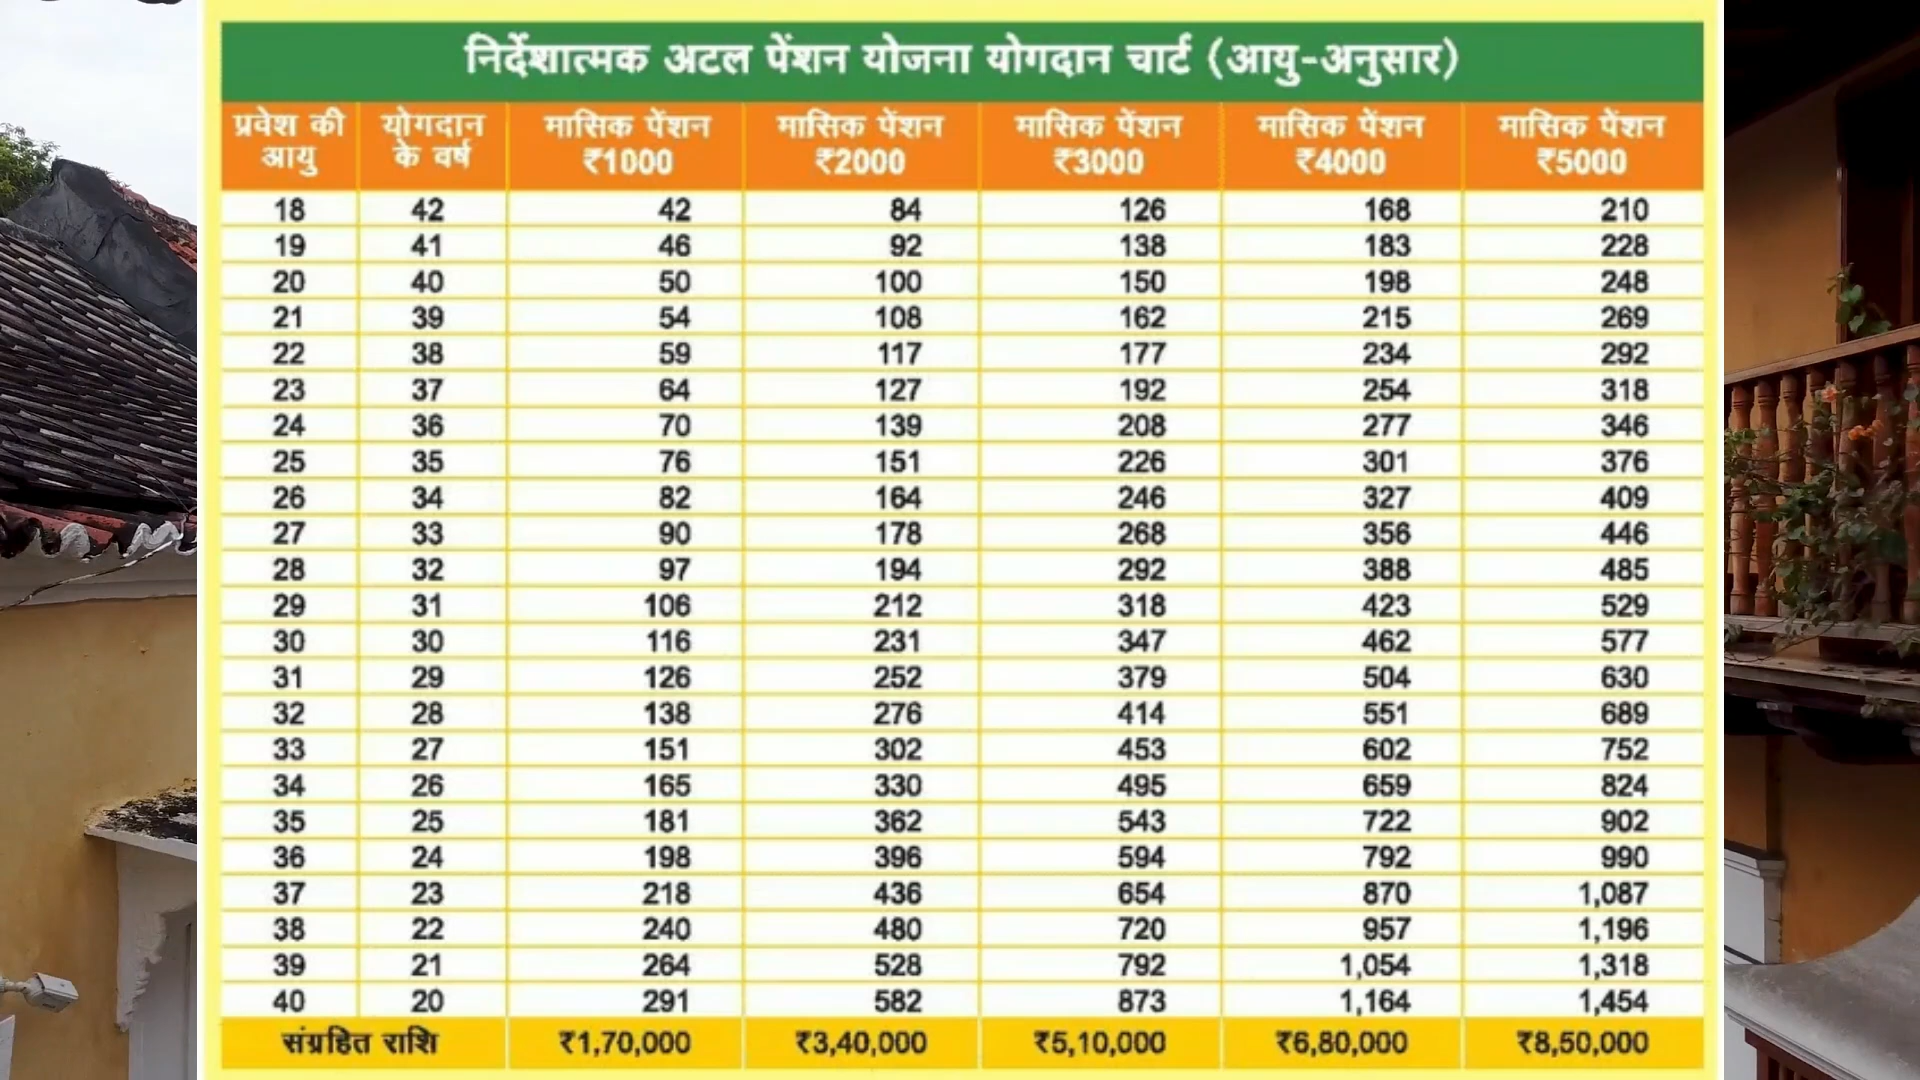 निर्देशात्मक अटल पेंशन योजना योगदान चार्ट (आयु-अनुसार)
प्रवेश की आयु योगदान के वर्ष मासिक पेंशन ₹1000 मासिक पेंशन ₹2000 मासिक पेंशन ₹3000 मासिक पेंशन ₹4000 मासिक पेंशन ₹5000
18 42 42 84 126 168 210
19 41 46 92 138 183 228
20 40 50 100 150 198 248
21 39 54 108 162 215 269
22 38 59 117 177 234 292
23 37 64 127 192 254 318
24 36 70 139 208 277 346
25 35 76 151 226 301 376
26 34 82 164 246 327 409
27 33 90 178 268 356 446
28 32 97 194 292 388 485
29 31 106 212 318 423 529
30 30 116 231 347 462 577
31 29 126 252 379 504 630
32 28 138 276 414 551 689
33 27 151 302 453 602 752
34 26 165 330 495 659 824
35 25 181 362 543 722 902
36 24 198 396 594 792 990
37 23 218 436 654 870 1,087
38 22 240 480 720 957 1,196
39 21 264 528 792 1,054 1,318
40 20 291 582 873 1,164 1,454
संग्रहित राशि ₹1,70,000 ₹3,40,000 ₹5,10,000 ₹6,80,000 ₹8,50,000